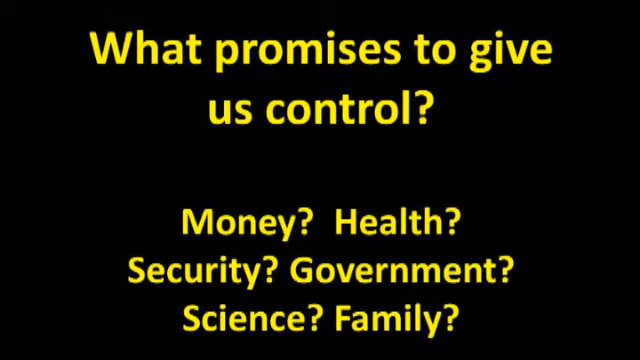 What promises to give
us control?
Money? Health?
Security? Government?
Science? Family?